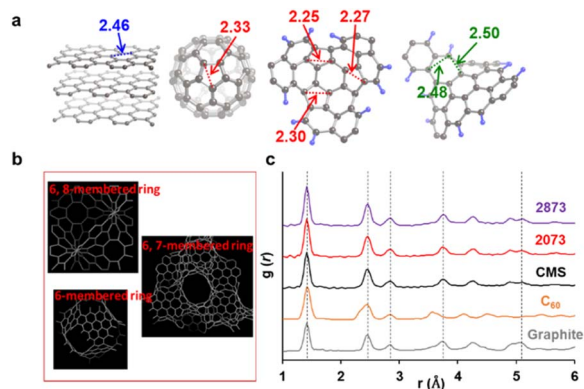 a
2.46
2.33
2.25
2.27
2.30
2.50
2.48
b
6, 8-membered ring
6, 7-membered ring
6-membered ring
c
g (r)
2873
2073
CMS
C₆₀
Graphite
1 2 3 4 5 6
r (Å)